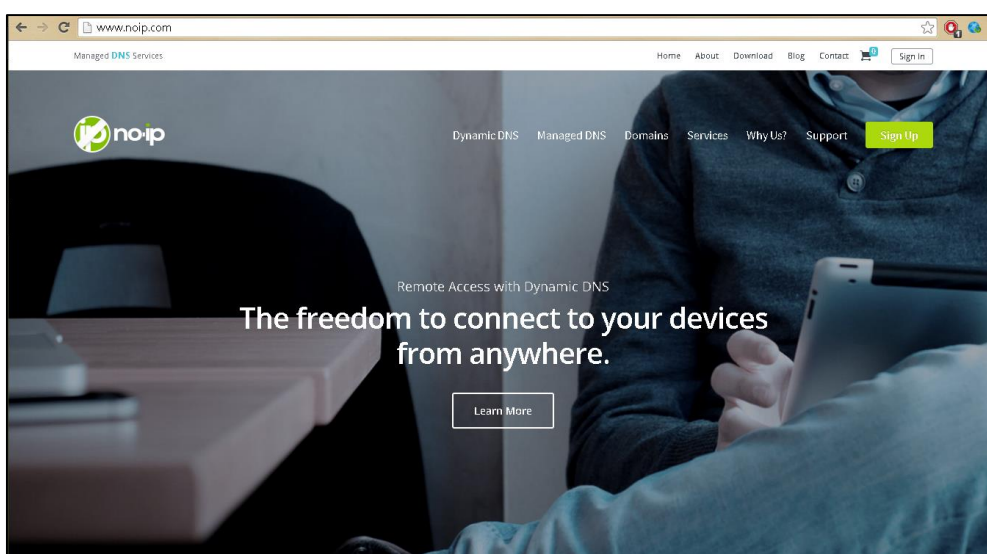 www.noip.com
1
Managed DNS Services
Home About Download Blog Contact 0 Sign In
no-ip
Dynamic DNS Managed DNS Domains Services Why Us? Support Sign Up
Remote Access with Dynamic DNS
The freedom to connect to your devices
from anywhere.
Learn More